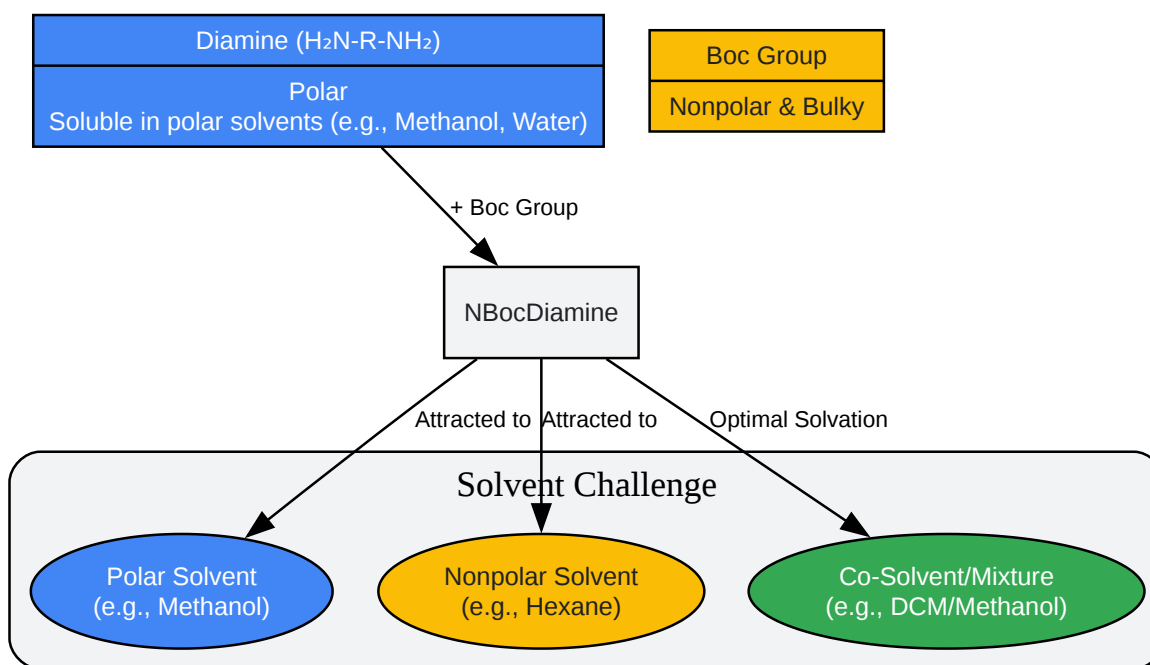 Diamine (H₂N-R-NH₂)
Polar
Soluble in polar solvents (e.g., Methanol, Water)
Boc Group
Nonpolar & Bulky
+ Boc Group
NBocDiamine
Attracted to
Attracted to
Optimal Solvation
Solvent Challenge
Polar Solvent
(e.g., Methanol)
Nonpolar Solvent
(e.g., Hexane)
Co-Solvent/Mixture
(e.g., DCM/Methanol)